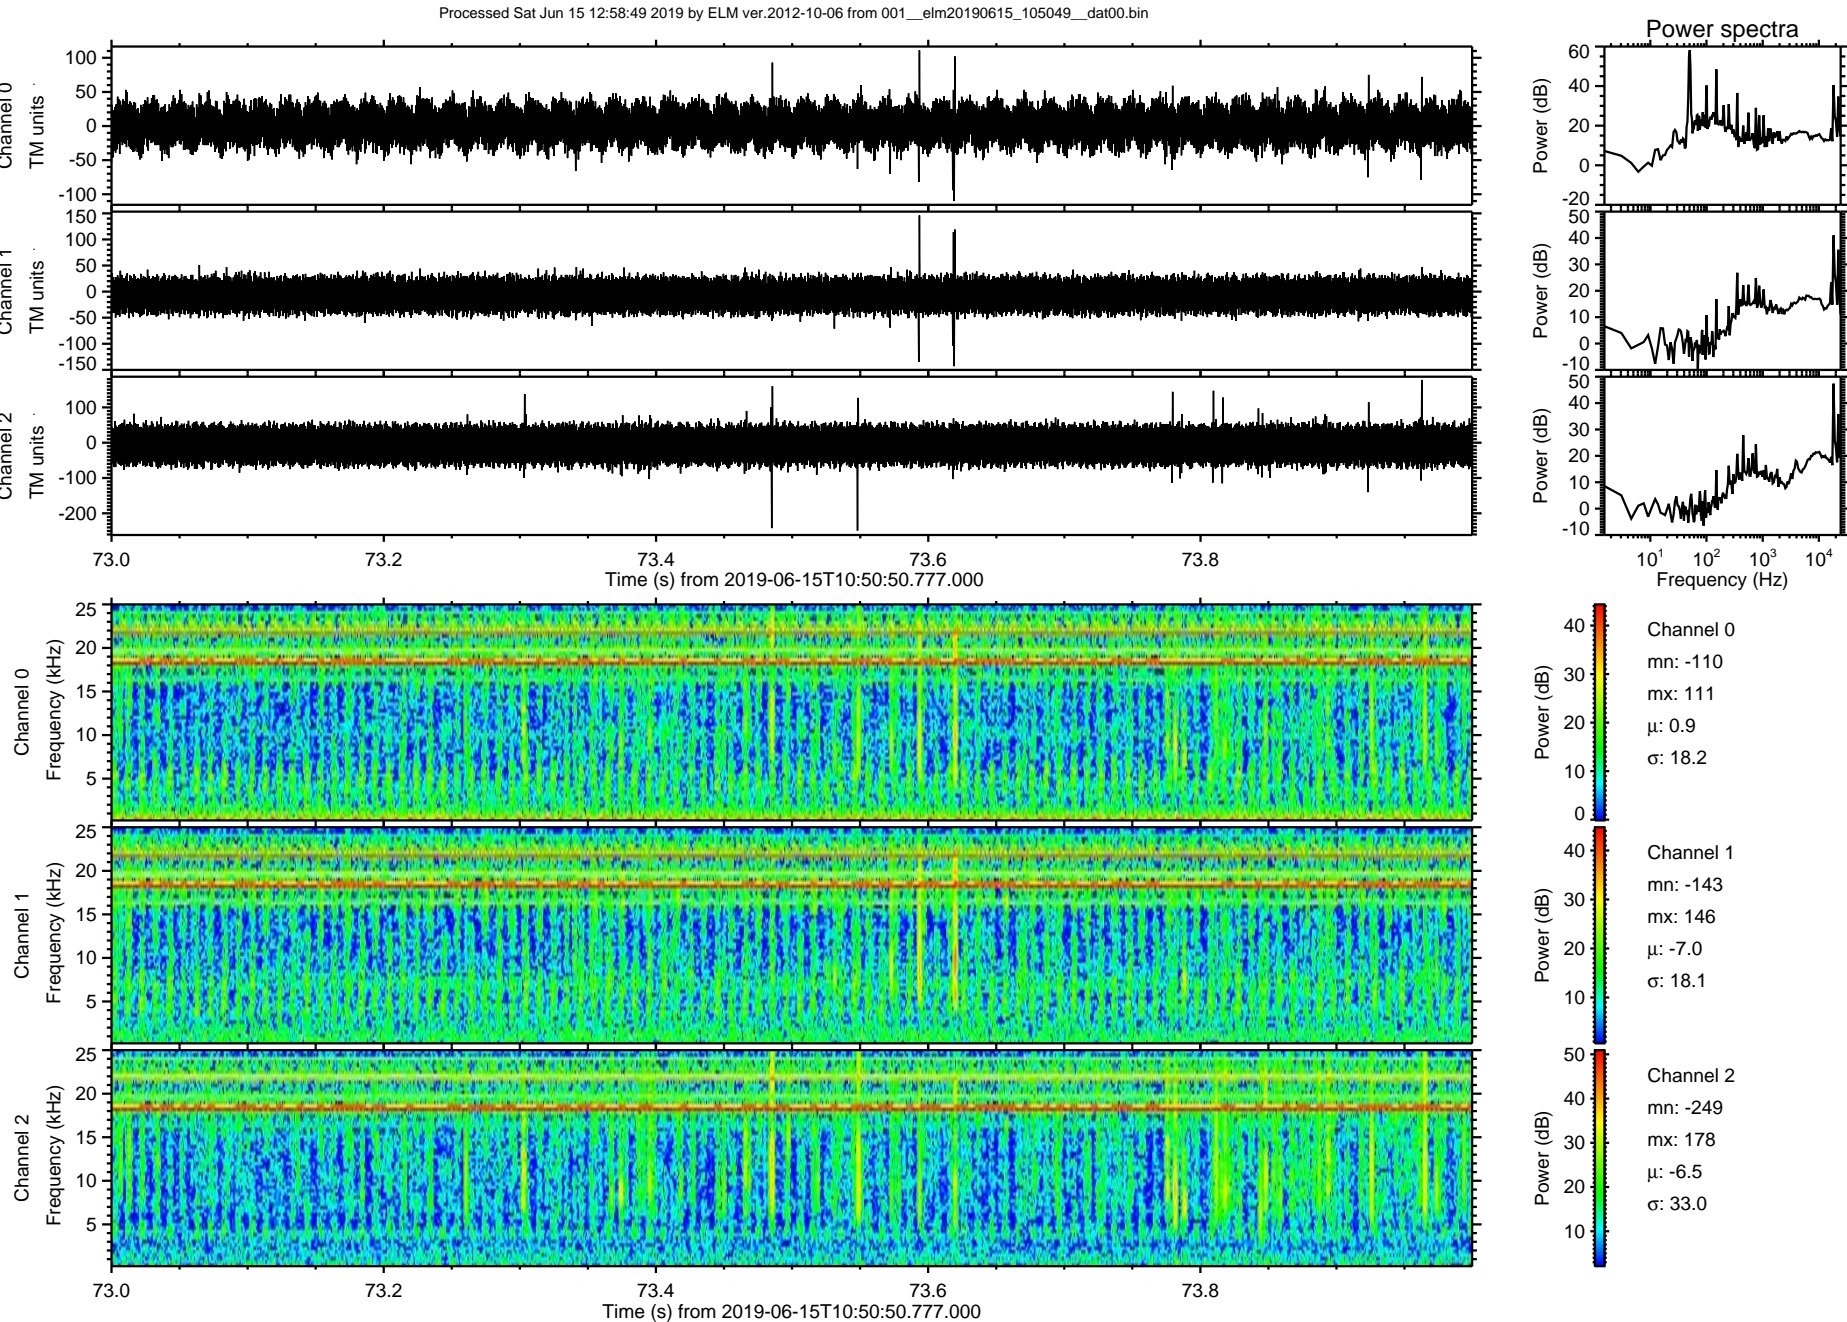 Processed Sat Jun 15 12:58:49 2019 by ELM ver.2012-10-06 from 001__elm20190615_105049__dat00.bin
Power spectra
Channel 0
TM units
100
50
0
-50
-100
Power (dB)
60
40
20
0
-20
Channel 1
TM units
150
100
50
0
-50
-100
-150
Power (dB)
50
40
30
20
10
0
-10
Channel 2
TM units
100
0
-100
-200
Power (dB)
50
40
30
20
10
0
-10
73.0 73.2 73.4 73.6 73.8
Time (s) from 2019-06-15T10:50:50.777.000
10¹ 10² 10³ 10⁴
Frequency (Hz)
Channel 0
Frequency (kHz)
25
20
15
10
5
Power (dB)
40
30
20
10
0
Channel 0
mn: -110
mx: 111
μ: 0.9
σ: 18.2
Channel 1
Frequency (kHz)
25
20
15
10
5
Power (dB)
40
30
20
10
Channel 1
mn: -143
mx: 146
μ: -7.0
σ: 18.1
Channel 2
Frequency (kHz)
25
20
15
10
5
Power (dB)
50
40
30
20
10
Channel 2
mn: -249
mx: 178
μ: -6.5
σ: 33.0
73.0 73.2 73.4 73.6 73.8
Time (s) from 2019-06-15T10:50:50.777.000